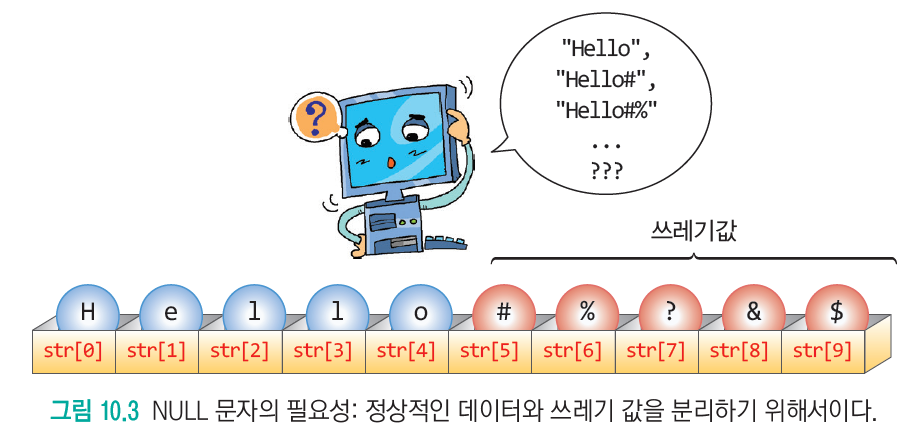 ?
"Hello",
"Hello#",
"Hello#%"
...
???
쓰레기값
H e l l o # % ? & $
str[0] str[1] str[2] str[3] str[4] str[5] str[6] str[7] str[8] str[9]
그림 10.3 NULL 문자의 필요성: 정상적인 데이터와 쓰레기 값을 분리하기 위해서이다.